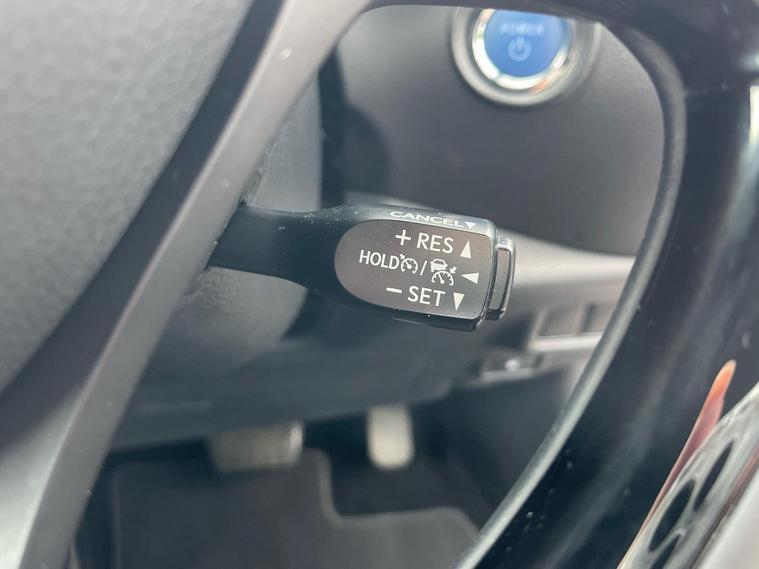 POWER
CANCEL▼
+ RES ▲
HOLD / ◄
− SET ▼